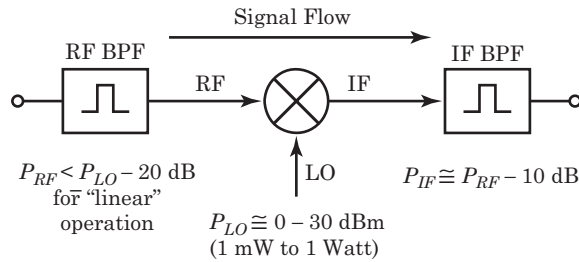 Signal Flow
RF BPF
IF BPF
RF
IF
LO
P_RF ≤ P_LO – 20 dB
for “linear”
operation
P_LO ≅ 0 – 30 dBm
(1 mW to 1 Watt)
P_IF ≅ P_RF – 10 dB